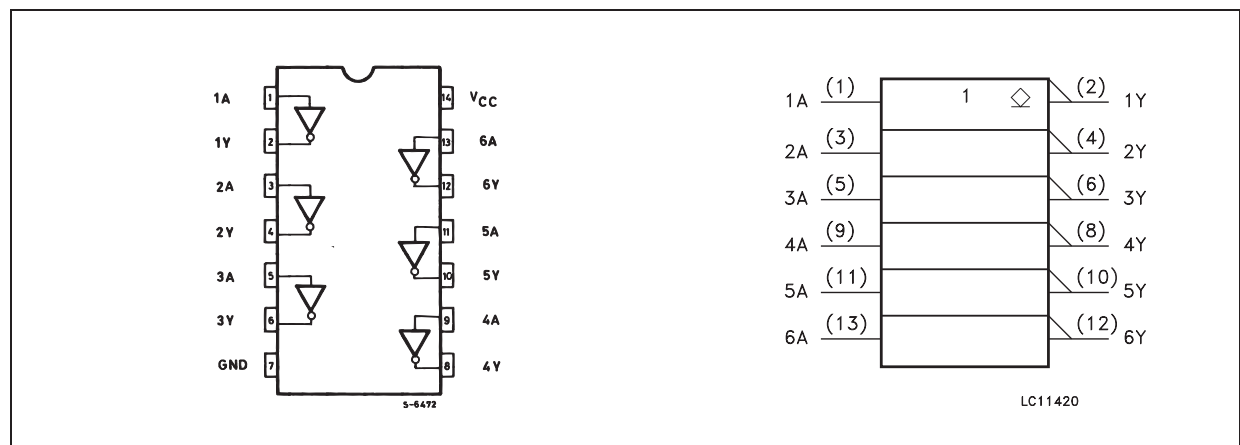 1A 1 14 VCC
1Y 2 13 6A
2A 3 12 6Y
2Y 4 11 5A
3A 5 10 5Y
3Y 6 9 4A
GND 7 8 4Y
S-6472
1A (1) 1 (2) 1Y
2A (3) (4) 2Y
3A (5) (6) 3Y
4A (9) (8) 4Y
5A (11) (10) 5Y
6A (13) (12) 6Y
LC11420